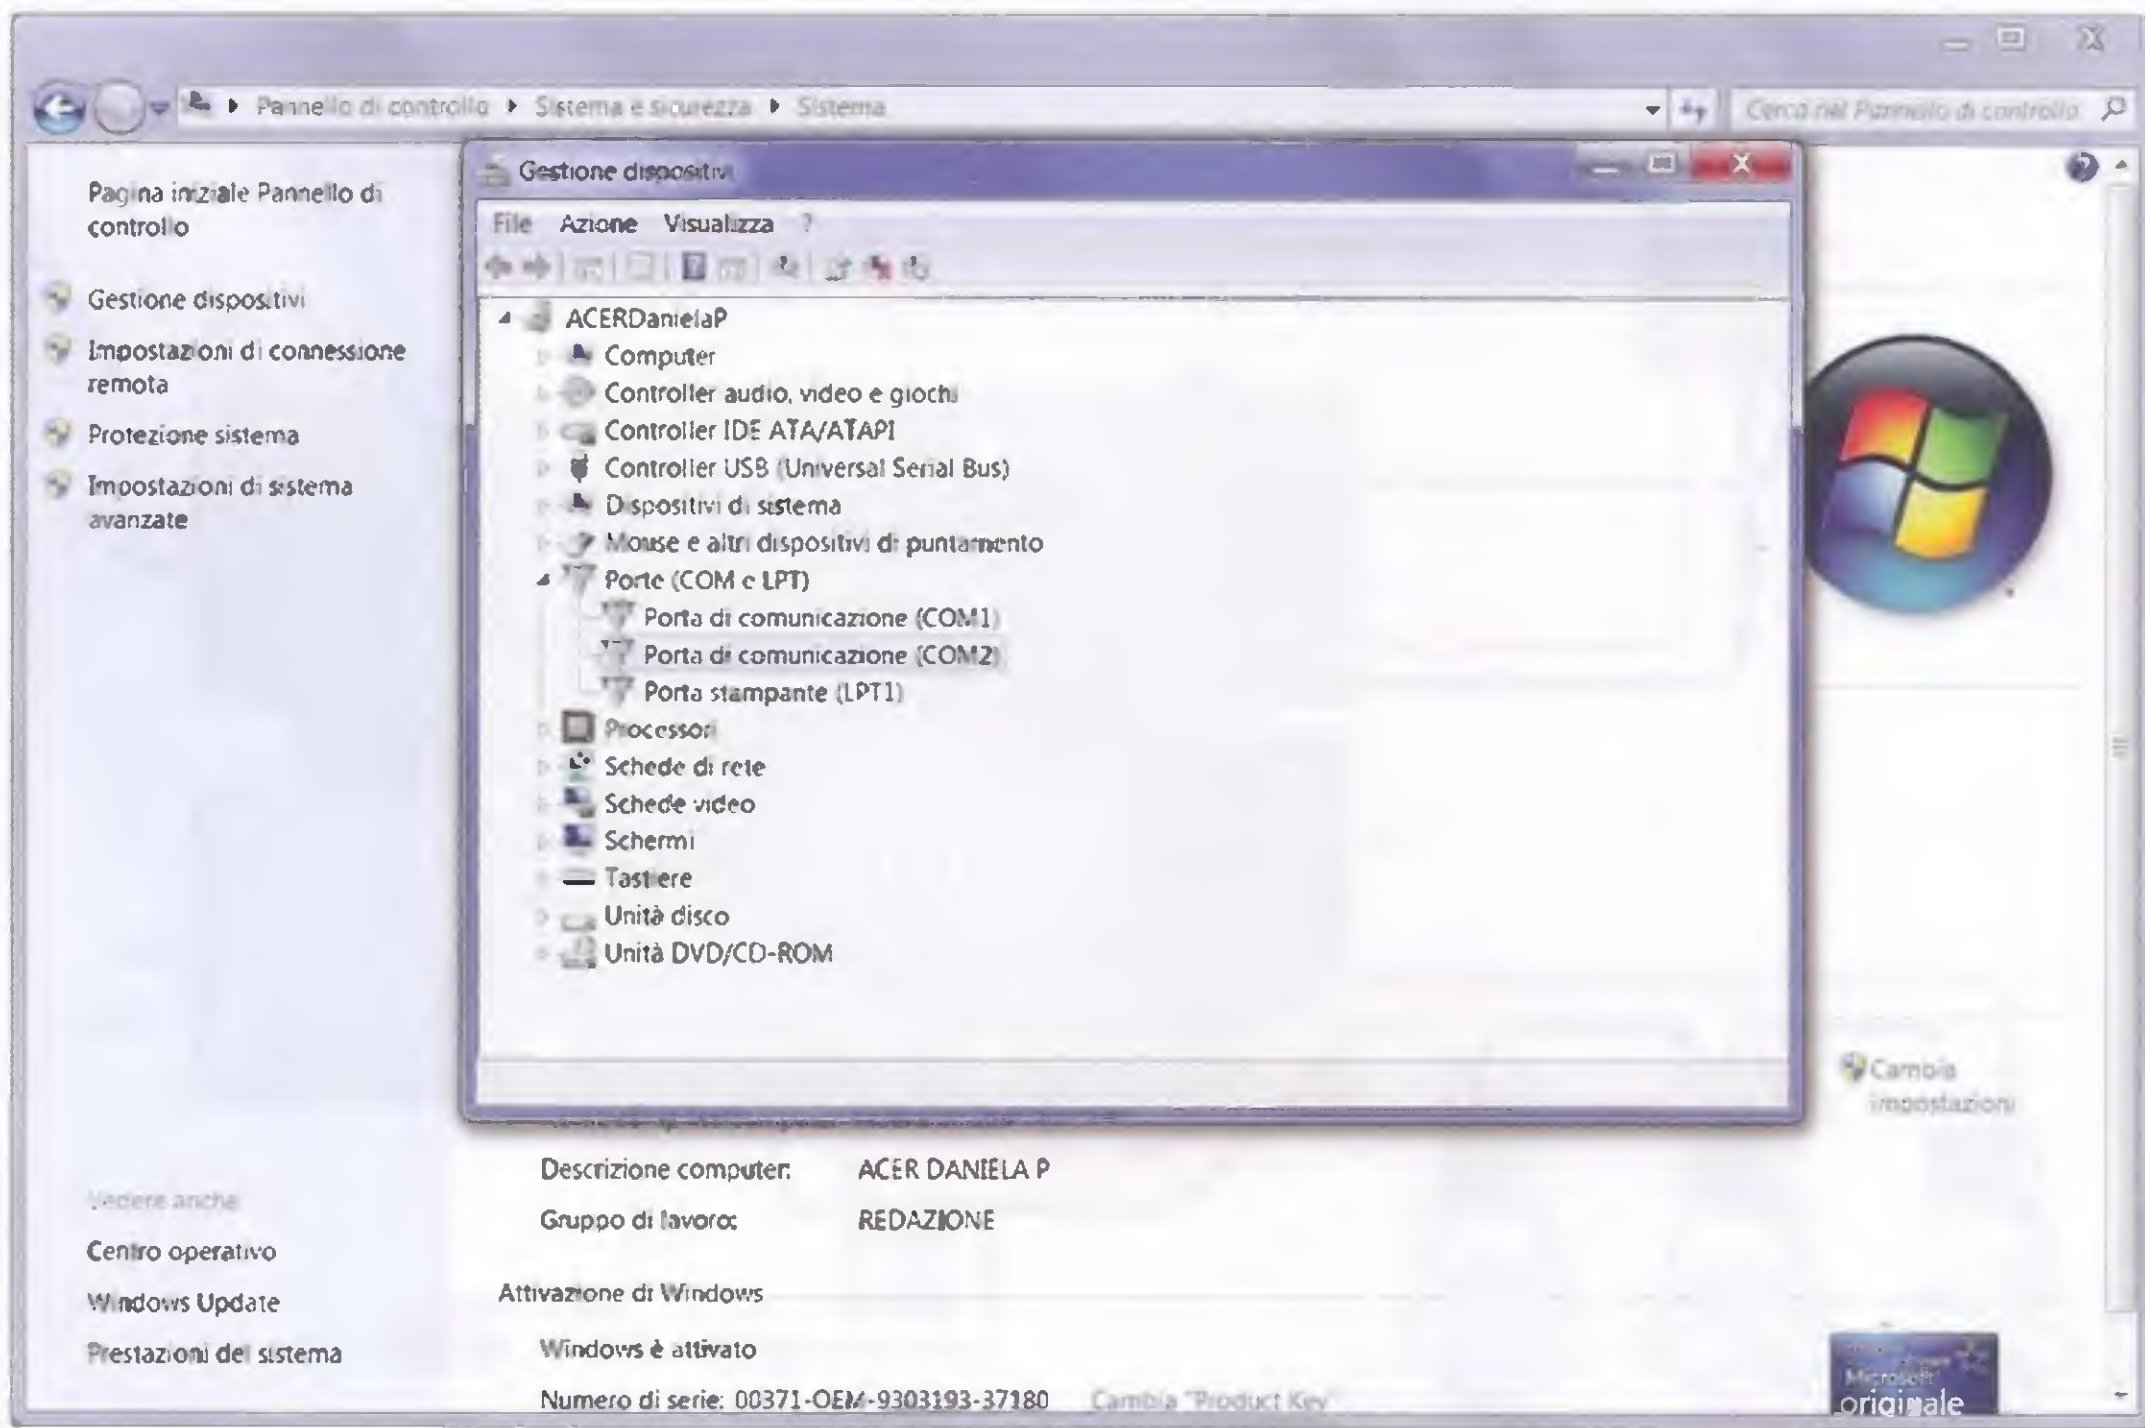 Pannello di controllo ▸ Sistema e sicurezza ▸ Sistema
Cerca nel Pannello di controllo
Pagina iniziale Pannello di
controllo
Gestione dispositivi
Impostazioni di connessione
remota
Protezione sistema
Impostazioni di sistema
avanzate
Vedere anche
Centro operativo
Windows Update
Prestazioni del sistema
Gestione dispositivi
File Azione Visualizza ?
ACERDanielaP
Computer
Controller audio, video e giochi
Controller IDE ATA/ATAPI
Controller USB (Universal Serial Bus)
Dispositivi di sistema
Mouse e altri dispositivi di puntamento
Porte (COM e LPT)
Porta di comunicazione (COM1)
Porta di comunicazione (COM2)
Porta stampante (LPT1)
Processori
Schede di rete
Schede video
Schermi
Tastiere
Unità disco
Unità DVD/CD-ROM
Cambia
impostazioni
Descrizione computer: ACER DANIELA P
Gruppo di lavoro: REDAZIONE
Attivazione di Windows
Windows è attivato
Numero di serie: 00371-OEM-9303193-37180 Cambia "Product Key"
Microsoft
originale